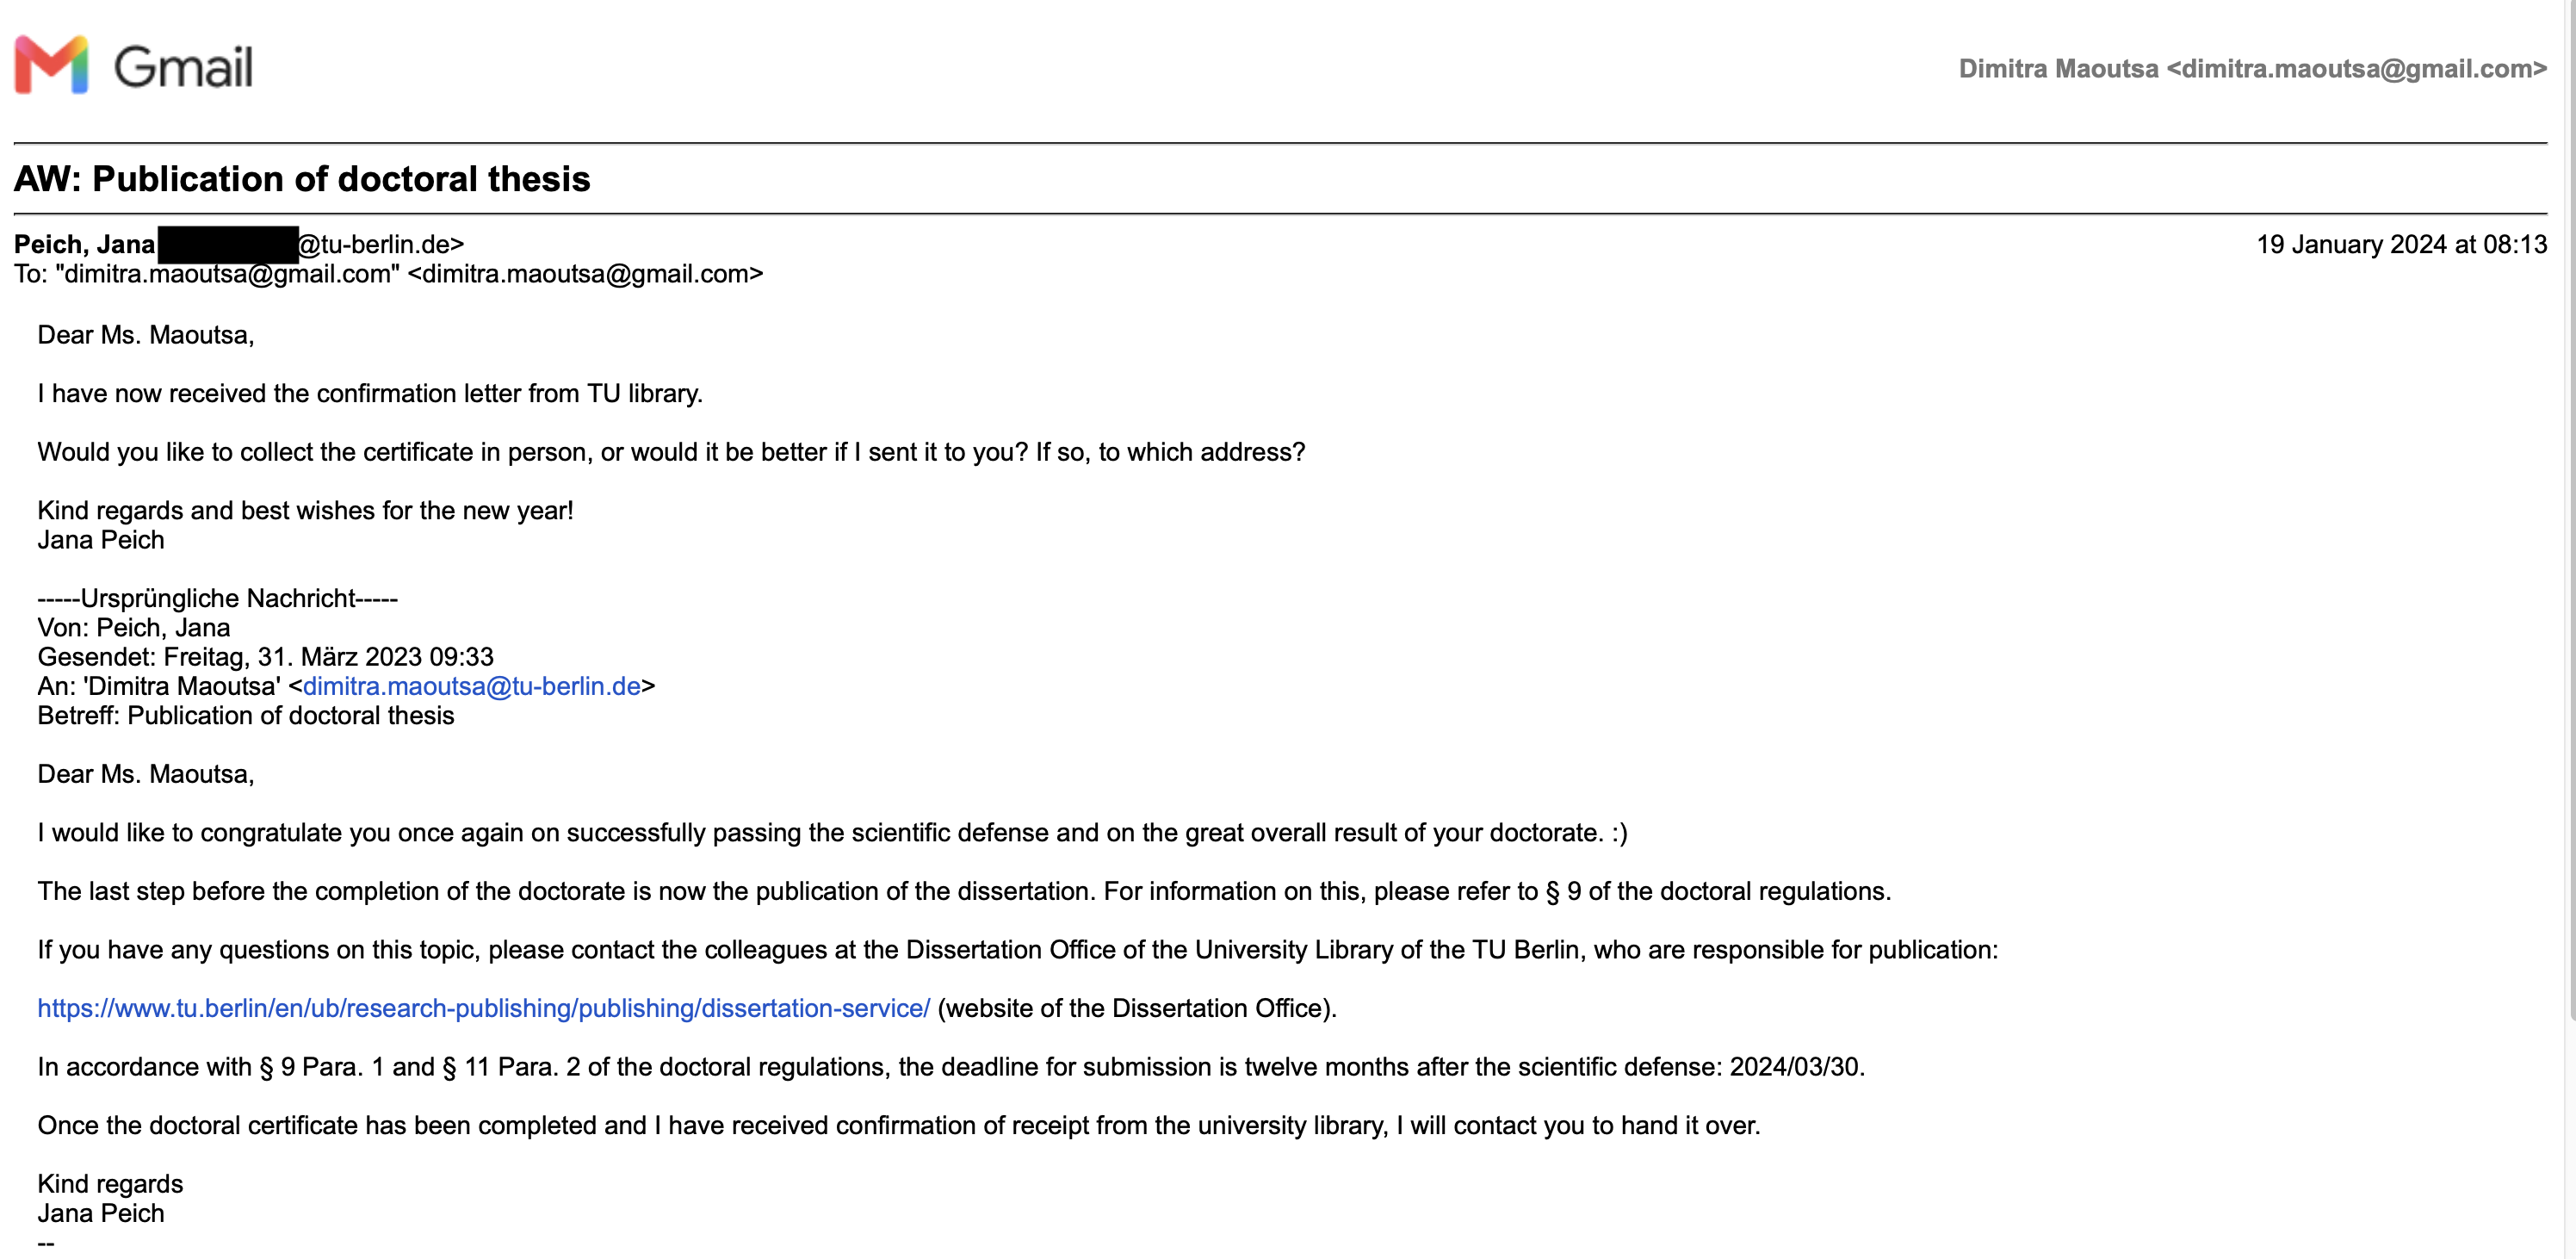 Gmail
Dimitra Maoutsa <dimitra.maoutsa@gmail.com>
AW: Publication of doctoral thesis
Peich, Jana @tu-berlin.de>
19 January 2024 at 08:13
To: "dimitra.maoutsa@gmail.com" <dimitra.maoutsa@gmail.com>
Dear Ms. Maoutsa,
I have now received the confirmation letter from TU library.
Would you like to collect the certificate in person, or would it be better if I sent it to you? If so, to which address?
Kind regards and best wishes for the new year!
Jana Peich
-----Ursprüngliche Nachricht-----
Von: Peich, Jana
Gesendet: Freitag, 31. März 2023 09:33
An: 'Dimitra Maoutsa' <dimitra.maoutsa@tu-berlin.de>
Betreff: Publication of doctoral thesis
Dear Ms. Maoutsa,
I would like to congratulate you once again on successfully passing the scientific defense and on the great overall result of your doctorate. :)
The last step before the completion of the doctorate is now the publication of the dissertation. For information on this, please refer to § 9 of the doctoral regulations.
If you have any questions on this topic, please contact the colleagues at the Dissertation Office of the University Library of the TU Berlin, who are responsible for publication:
https://www.tu.berlin/en/ub/research-publishing/publishing/dissertation-service/ (website of the Dissertation Office).
In accordance with § 9 Para. 1 and § 11 Para. 2 of the doctoral regulations, the deadline for submission is twelve months after the scientific defense: 2024/03/30.
Once the doctoral certificate has been completed and I have received confirmation of receipt from the university library, I will contact you to hand it over.
Kind regards
Jana Peich
--